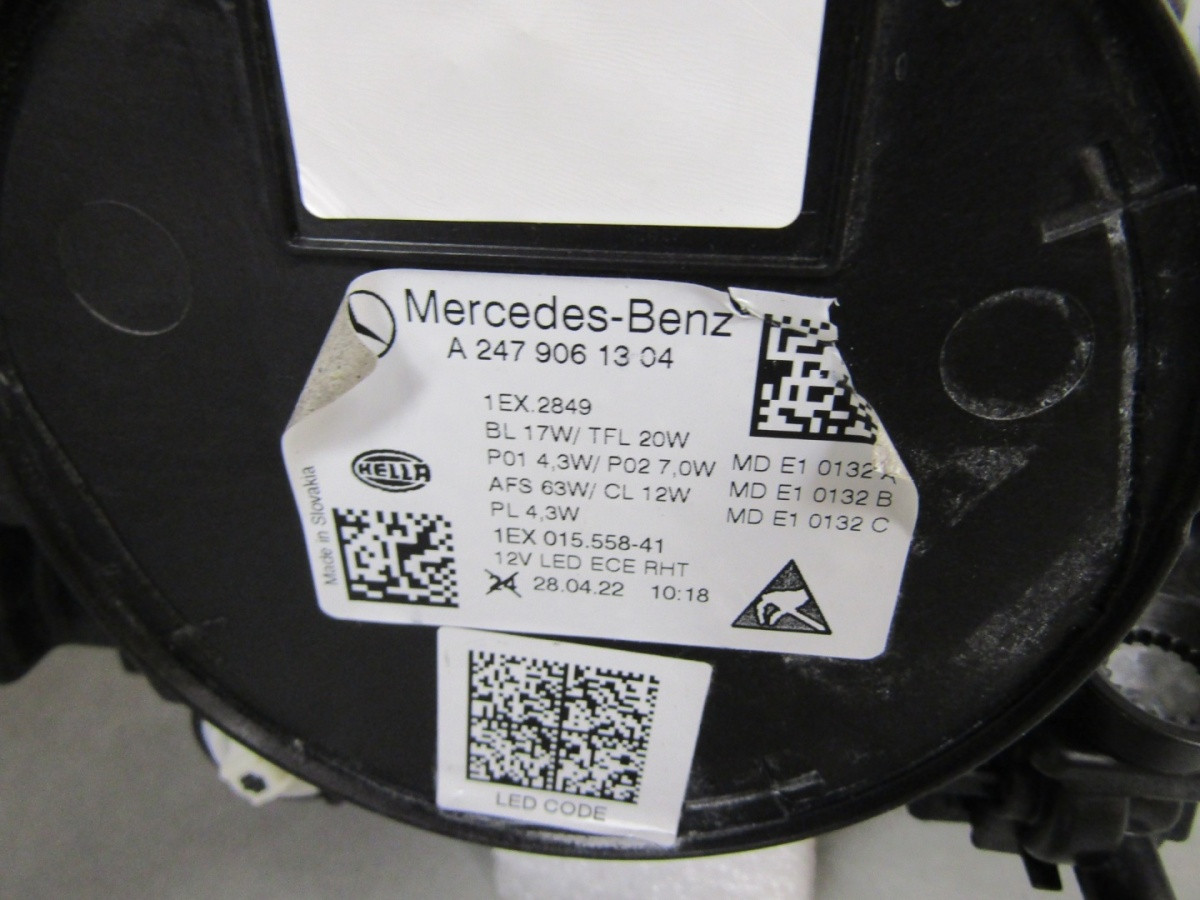 Mercedes-Benz
A 247 906 13 04
1EX.2849
BL 17W/ TFL 20W
P01 4,3W/ P02 7,0W
AFS 63W/ CL 12W
PL 4,3W
1EX 015.558-41
12V LED ECE RHT
24 28.04.22 10:18
MD E1 0132 A
MD E1 0132 B
MD E1 0132 C
HELLA
Made in Slovakia
LED CODE